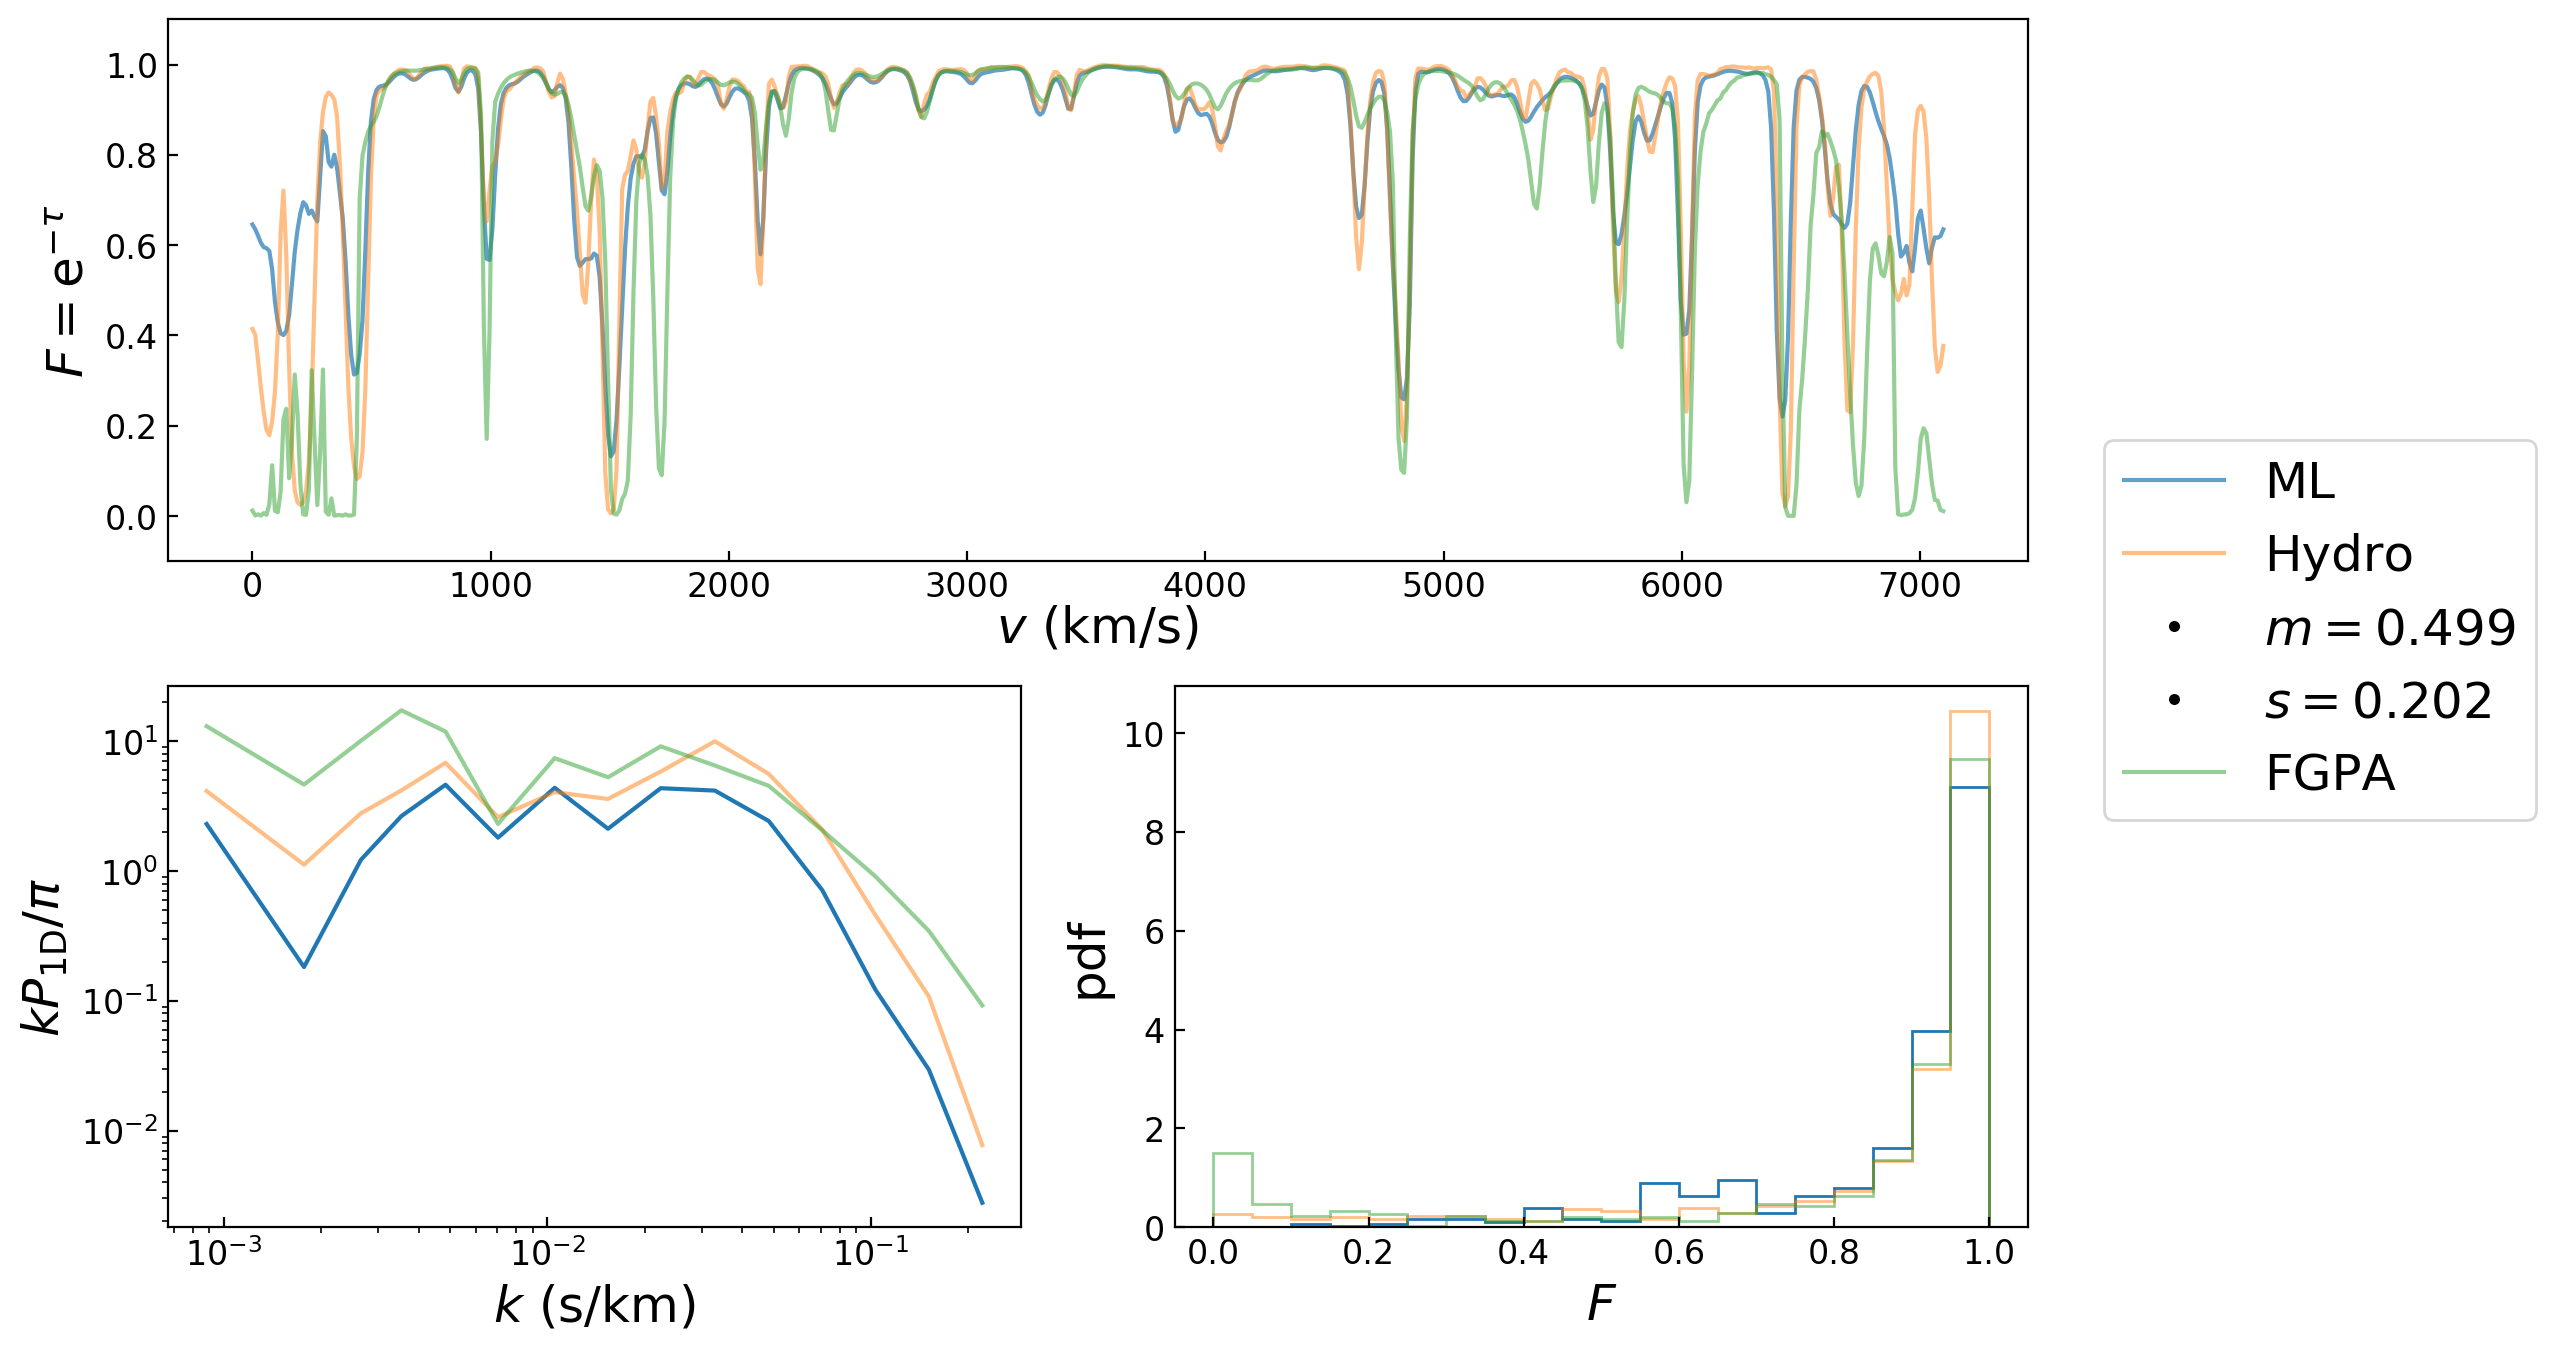 1.0
0.8
0.6
0.4
0.2
0.0
F = e^{−τ}
0 1000 2000 3000 4000 5000 6000 7000
v (km/s)
ML
Hydro
m = 0.499
s = 0.202
FGPA
10^1
10^0
10^{−1}
10^{−2}
kP_{1D}/π
10^{−3} 10^{−2} 10^{−1}
k (s/km)
10
8
6
4
2
0
pdf
0.0 0.2 0.4 0.6 0.8 1.0
F